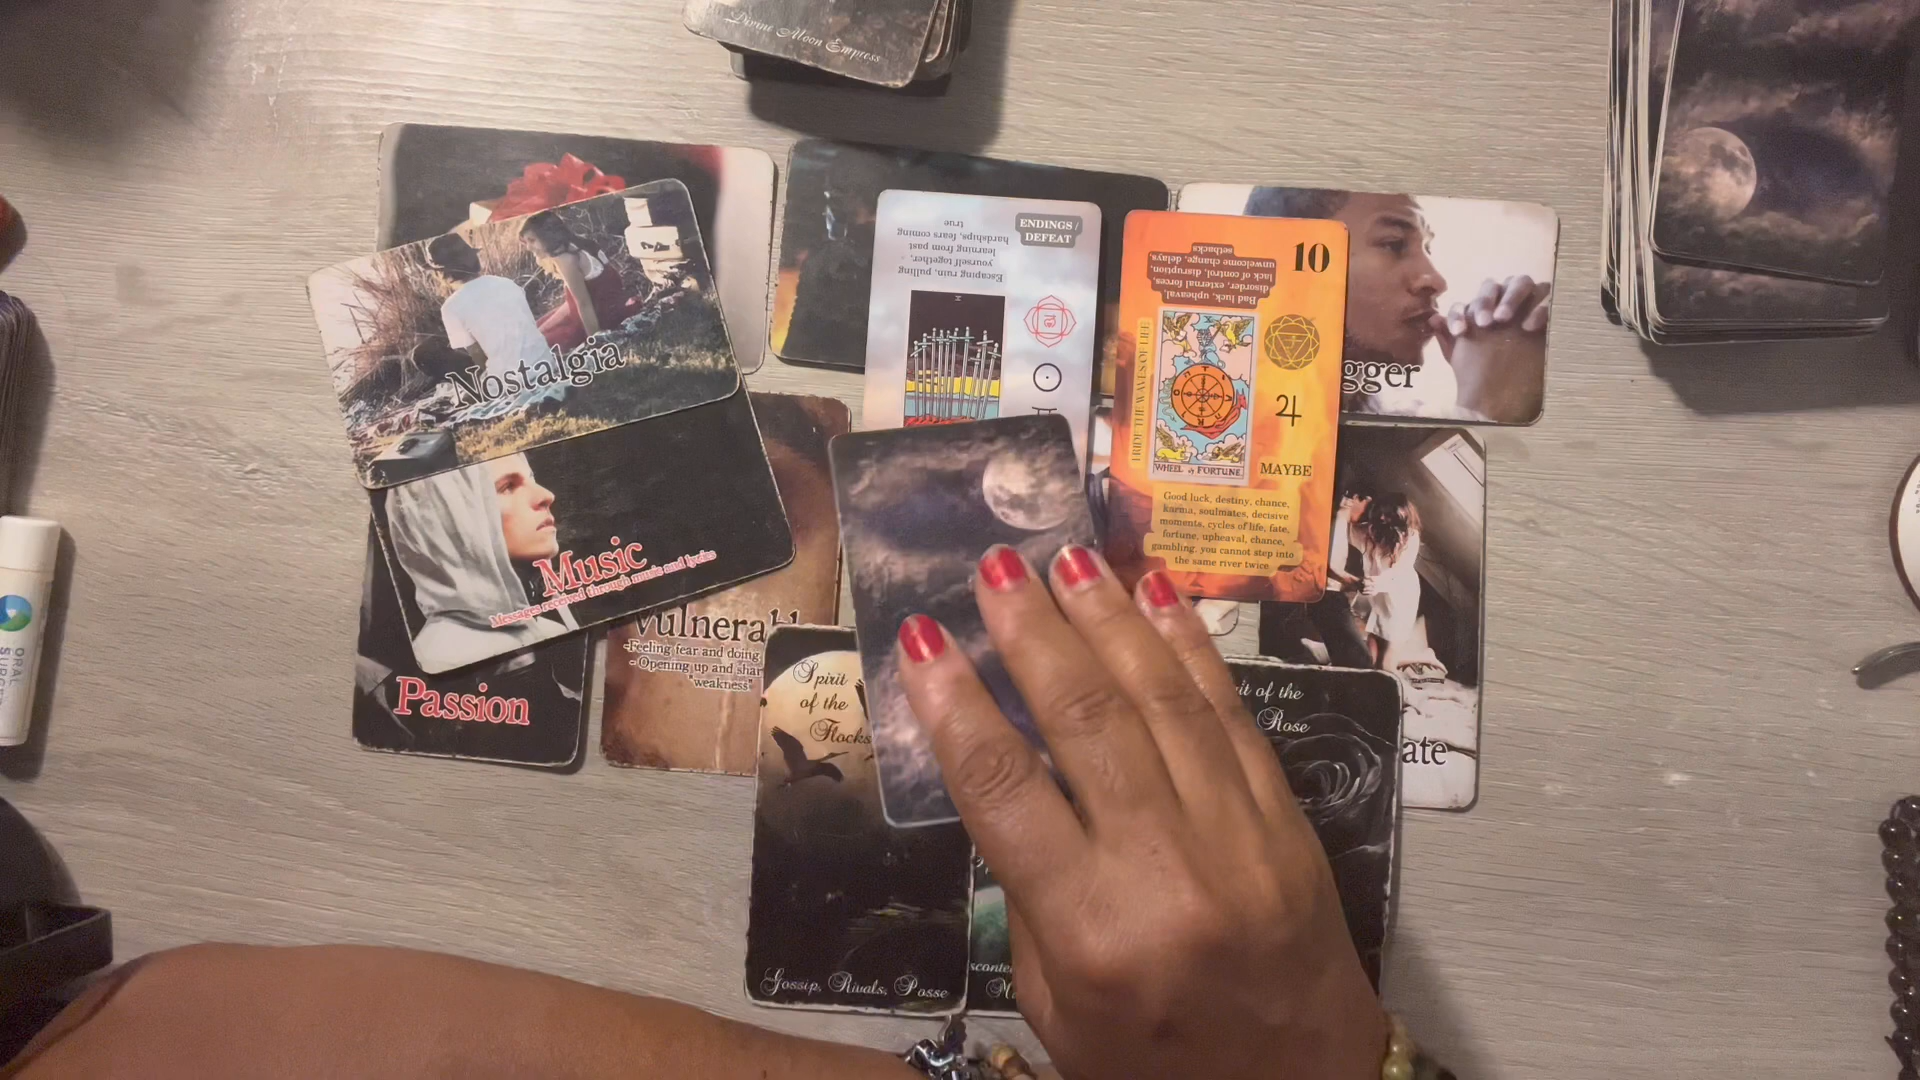 Divine Moon Empress
Nostalgia
Music
Messages received through music and lyrics
Passion
Vulnerabl
-Feeling fear and doing
- Opening up and shar
"weakness"
ENDINGS /
DEFEAT
Escaping ruin, pulling
yourself together,
learning from past
hardships, fears coming
true
X
10
Bad luck, upheaval,
disorder, external forces,
lack of control, disruption,
unwelcome change, delays,
setbacks
I RIDE THE WAVES OF LIFE
X
WHEEL of FORTUNE
MAYBE
Good luck, destiny, chance,
karma, soulmates, decisive
moments, cycles of life, fate,
fortune, upheaval, chance,
gambling, you cannot step into
the same river twice
gger
Spirit
of the
Flocks
Gossip, Rivals, Posse
it of the
Rose
ate
ORAL